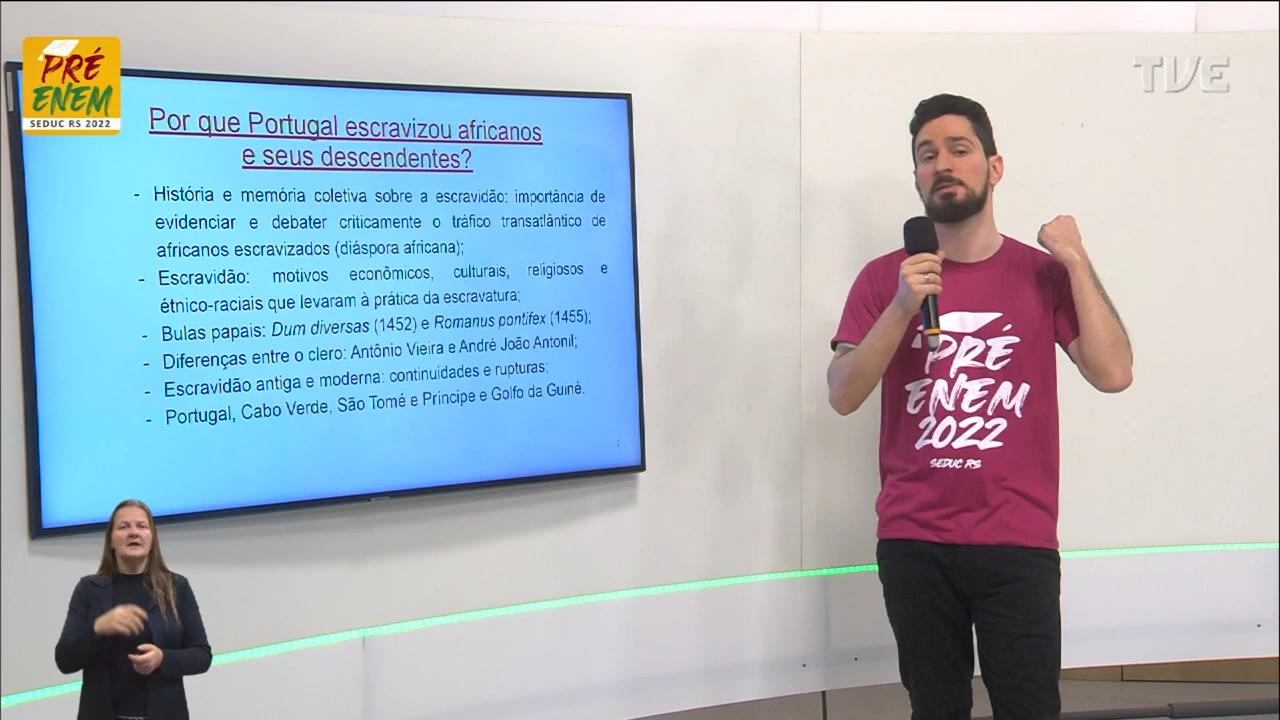 PRÉ
ENEM
SEDUC RS 2022
TVE
Por que Portugal escravizou africanos
e seus descendentes?
- História e memória coletiva sobre a escravidão: importância de
evidenciar e debater criticamente o tráfico transatlântico de
africanos escravizados (diáspora africana);
- Escravidão: motivos econômicos, culturais, religiosos e
étnico-raciais que levaram à prática da escravatura;
- Bulas papais: Dum diversas (1452) e Romanus pontifex (1455);
- Diferenças entre o clero: Antônio Vieira e André João Antonil;
- Escravidão antiga e moderna: continuidades e rupturas;
- Portugal, Cabo Verde, São Tomé e Príncipe e Golfo da Guiné.
2
PRÉ
ENEM
2022
SEDUC RS